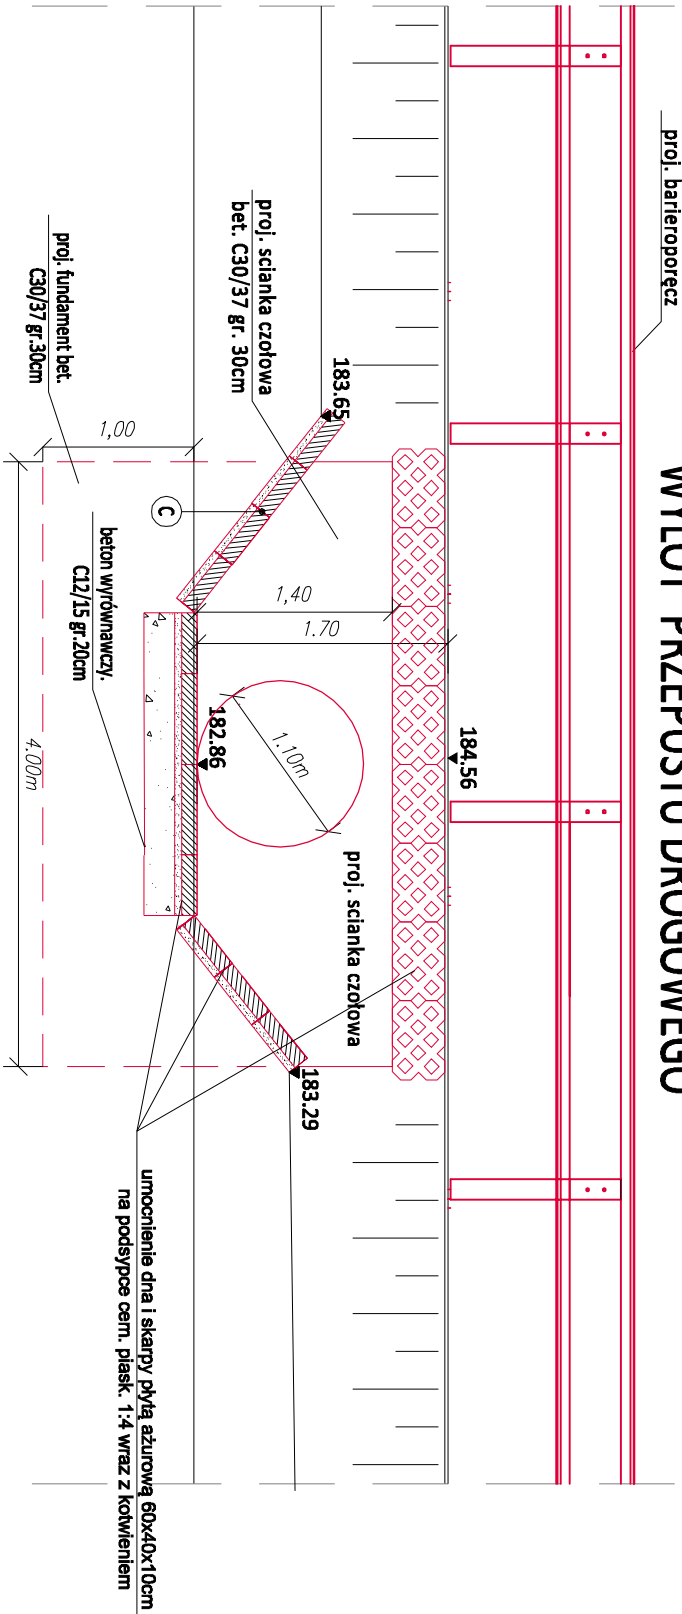 WYLOT PRZEPUSTU DROGOWEGO
proj. barieroporęcz
184.56
183.65
proj. scianka czołowa
bet. C30/37 gr. 30cm
1,40
1.70
1.10m
proj. scianka czołowa
182.86
183.29
C
1,00
proj. fundament bet.
C30/37 gr.30cm
beton wyrównawczy.
C12/15 gr.20cm
4.00m
umocnienie dna i skarpy płytą ażurową 60x40x10cm
na podsypce cem. piask. 1:4 wraz z kotwieniem